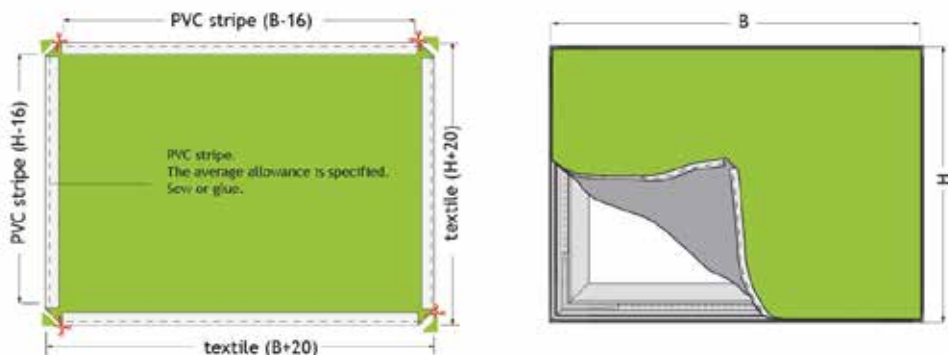 PVC stripe (B-16)
B
PVC stripe (H-16)
PVC stripe.
The average allowance is specified.
Sew or glue.
textile (H+20)
H
textile (B+20)